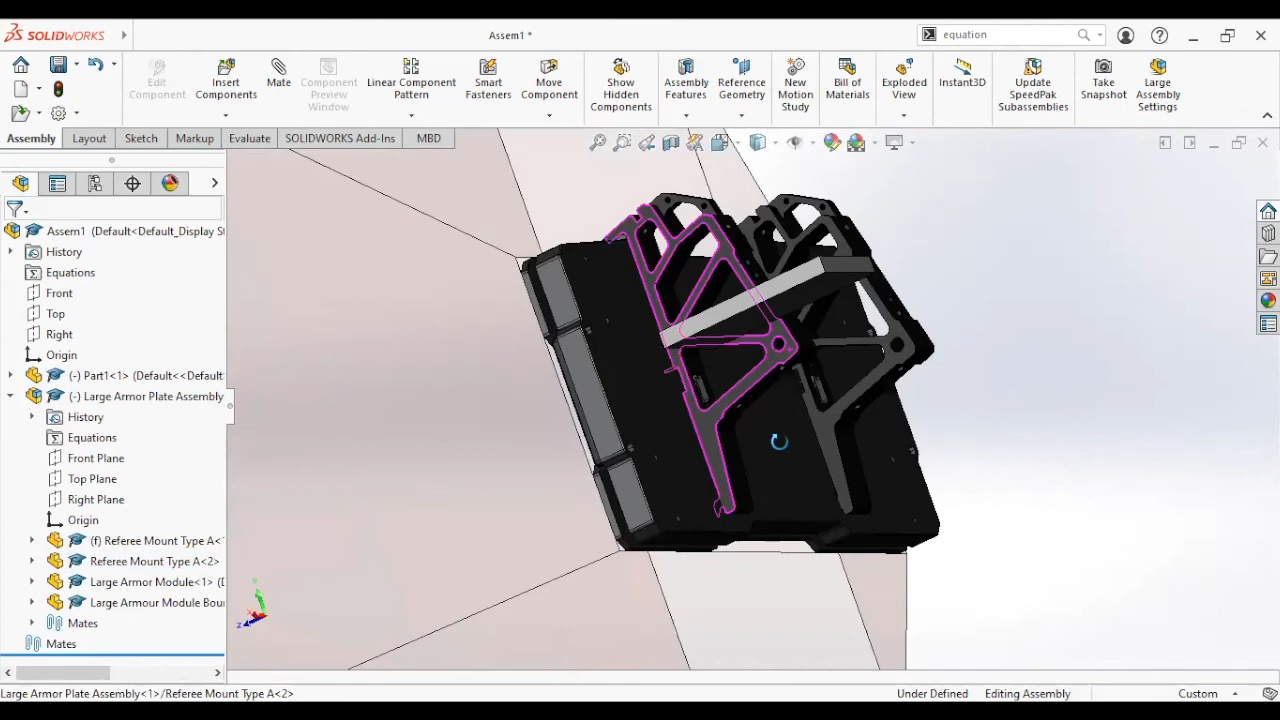 SOLIDWORKS
Assem1 *
equation
Edit Component
Insert Components
Mate
Component Preview Window
Linear Component Pattern
Smart Fasteners
Move Component
Show Hidden Components
Assembly Features
Reference Geometry
New Motion Study
Bill of Materials
Exploded View
Instant3D
Update SpeedPak Subassemblies
Take Snapshot
Large Assembly Settings
Assembly
Layout
Sketch
Markup
Evaluate
SOLIDWORKS Add-Ins
MBD
Assem1 (Default<Default_Display St
History
Equations
Front
Top
Right
Origin
(-) Part1<1> (Default<<Default
(-) Large Armor Plate Assembly
History
Equations
Front Plane
Top Plane
Right Plane
Origin
(f) Referee Mount Type A<
Referee Mount Type A<2>
Large Armor Module<1> (D
Large Armour Module Bou
Mates
Mates
Z
Large Armor Plate Assembly<1>/Referee Mount Type A<2>
Under Defined
Editing Assembly
Custom